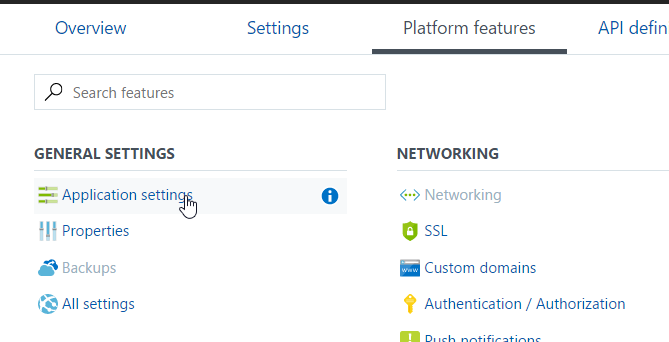 Overview
Settings
Platform features
API defin
Search features
GENERAL SETTINGS
Application settings
Properties
Backups
All settings
NETWORKING
Networking
SSL
www
Custom domains
Authentication / Authorization
Push notifications